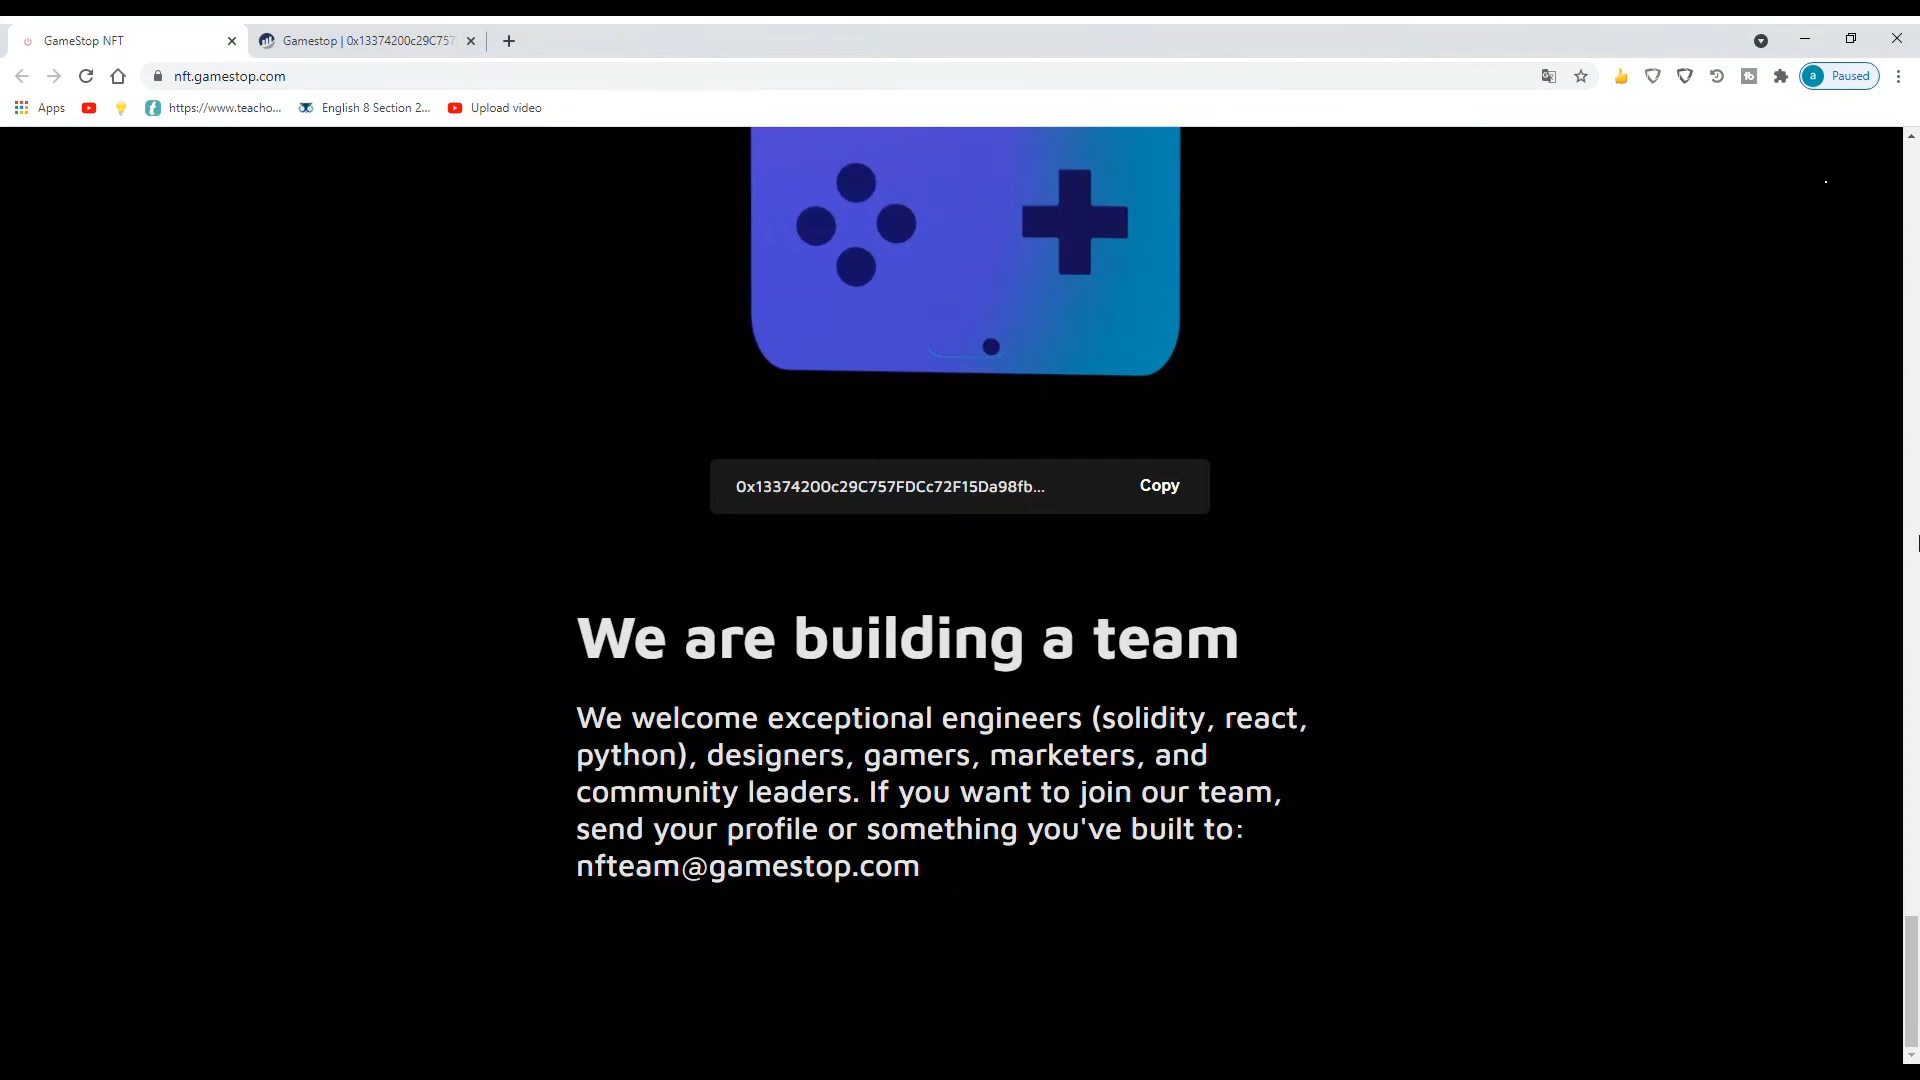 GameStop NFT
Gamestop | 0x13374200c29C757
nft.gamestop.com
Paused
Apps
https://www.teacho...
English 8 Section 2...
Upload video
0x13374200c29C757FDCc72F15Da98fb...
Copy
We are building a team
We welcome exceptional engineers (solidity, react,
python), designers, gamers, marketers, and
community leaders. If you want to join our team,
send your profile or something you've built to:
nfteam@gamestop.com